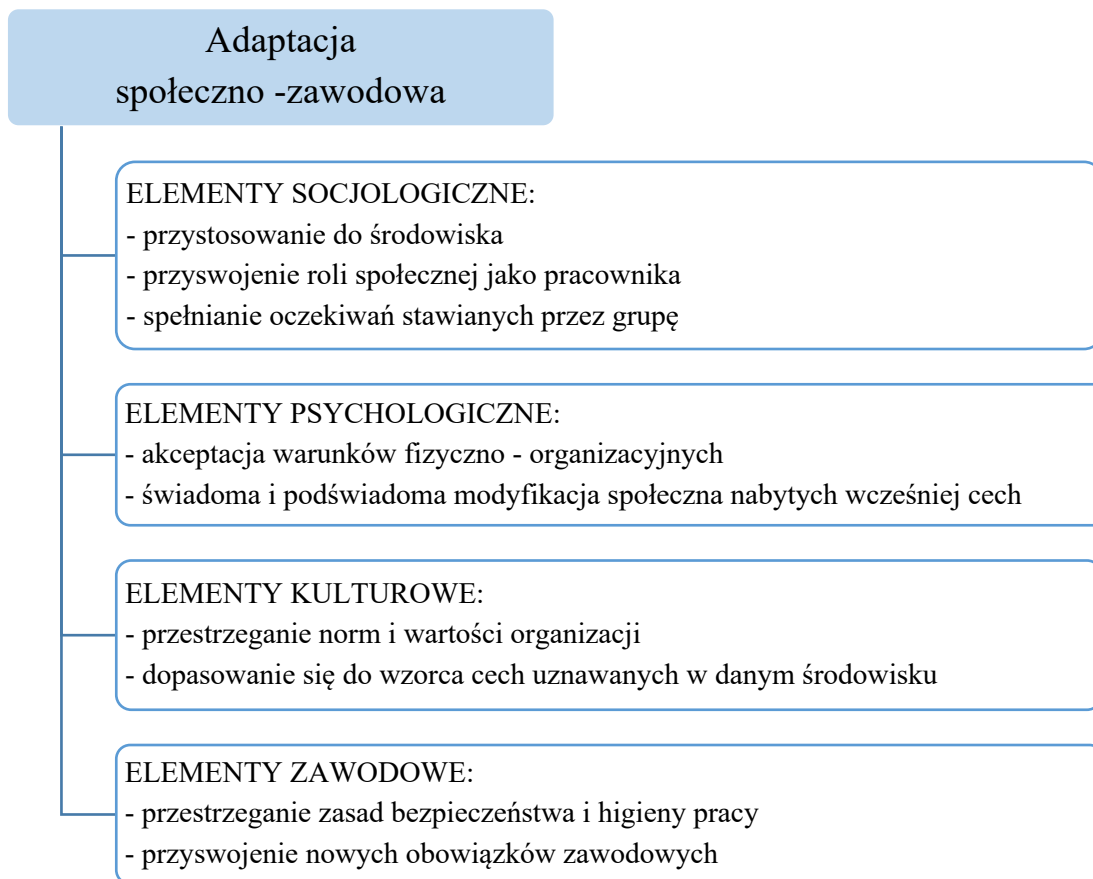 Adaptacja
społeczno -zawodowa
ELEMENTY SOCJOLOGICZNE:
- przystosowanie do środowiska
- przyswojenie roli społecznej jako pracownika
- spełnianie oczekiwań stawianych przez grupę
ELEMENTY PSYCHOLOGICZNE:
- akceptacja warunków fizyczno - organizacyjnych
- świadoma i podświadoma modyfikacja społeczna nabytych wcześniej cech
ELEMENTY KULTUROWE:
- przestrzeganie norm i wartości organizacji
- dopasowanie się do wzorca cech uznawanych w danym środowisku
ELEMENTY ZAWODOWE:
- przestrzeganie zasad bezpieczeństwa i higieny pracy
- przyswojenie nowych obowiązków zawodowych